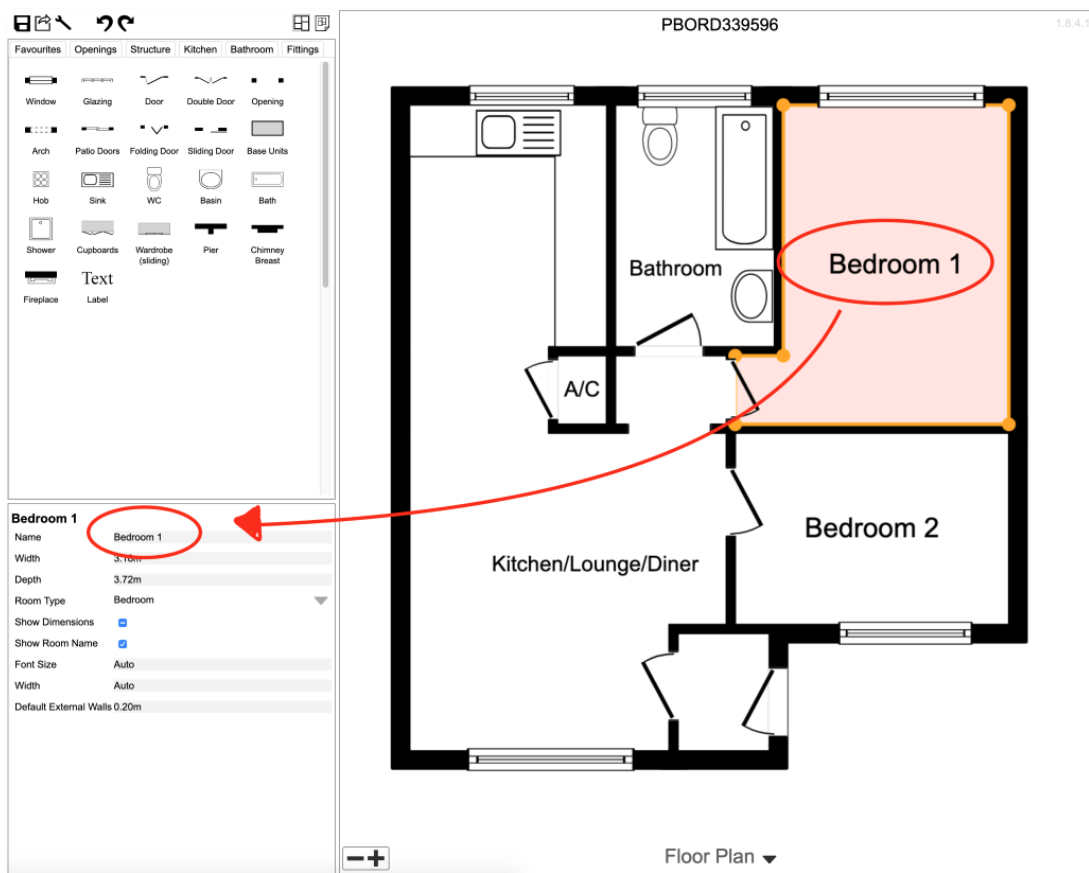 PBORD339596
1.8.4.1
Favourites Openings Structure Kitchen Bathroom Fittings
Window Glazing Door Double Door Opening
Arch Patio Doors Folding Door Sliding Door Base Units
Hob Sink WC Basin Bath
Shower Cupboards Wardrobe (sliding) Pier Chimney Breast
Fireplace Text Label
Bedroom 1
Name Bedroom 1
Width 3.16m
Depth 3.72m
Room Type Bedroom
Show Dimensions
Show Room Name
Font Size Auto
Width Auto
Default External Walls 0.20m
Bathroom
Bedroom 1
A/C
Bedroom 2
Kitchen/Lounge/Diner
Floor Plan